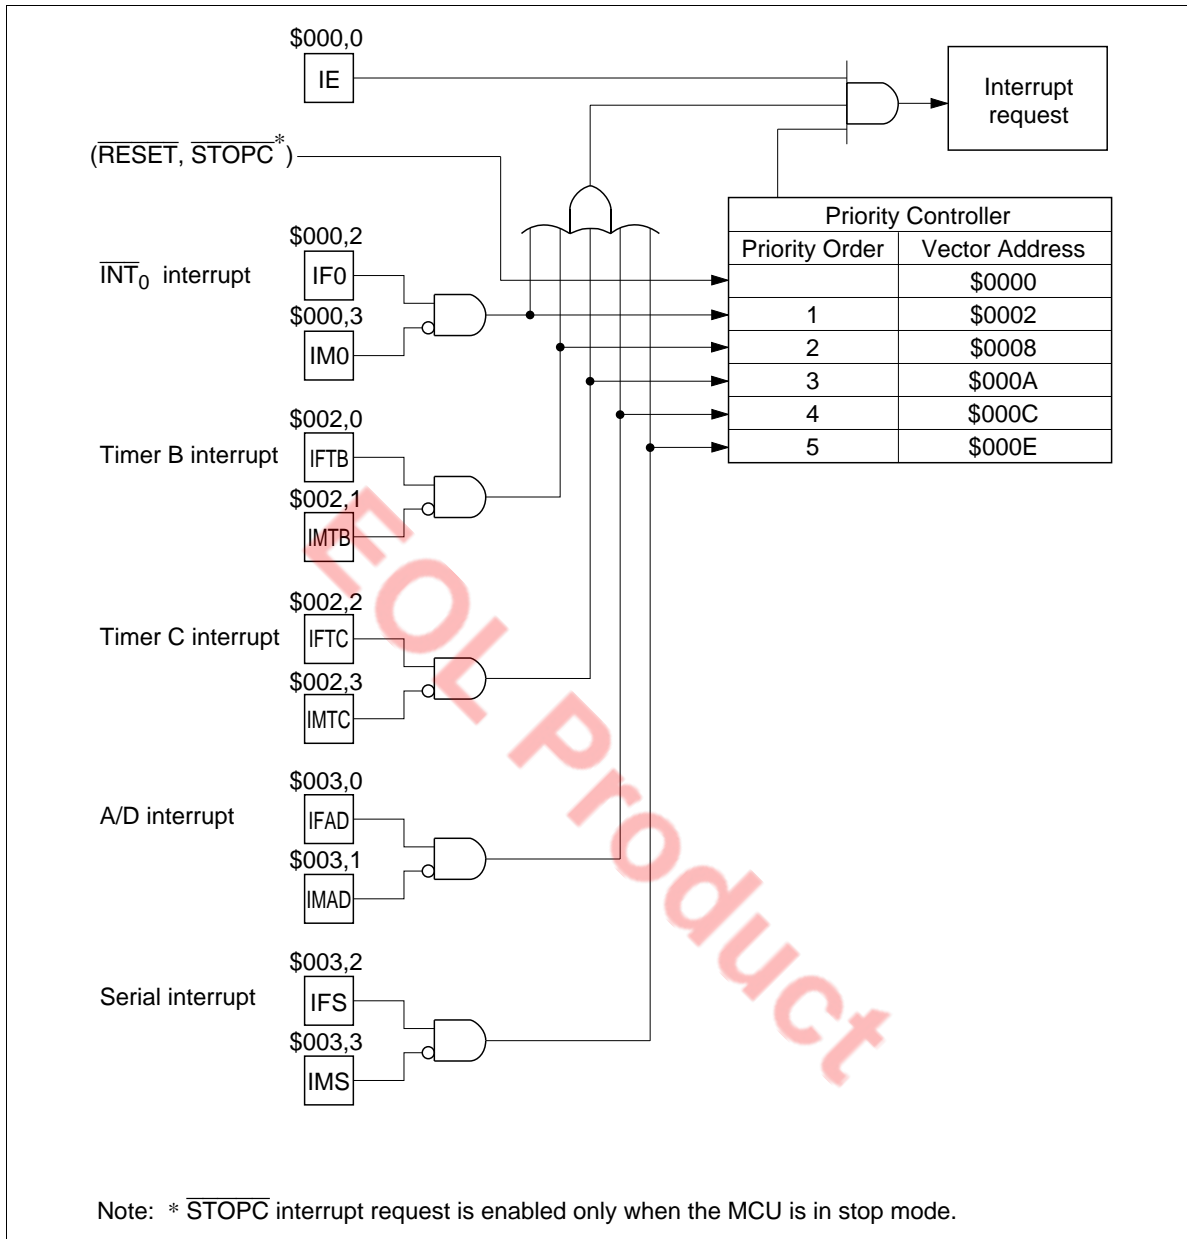 $000,0
IE
Interrupt
request
(RESET, STOPC*)
Priority Controller
Priority Order Vector Address
$0000
1 $0002
2 $0008
3 $000A
4 $000C
5 $000E
$000,2
INT0 interrupt
IF0
$000,3
IM0
$002,0
Timer B interrupt
IFTB
$002,1
IMTB
$002,2
Timer C interrupt
IFTC
$002,3
IMTC
$003,0
A/D interrupt
IFAD
$003,1
IMAD
$003,2
Serial interrupt
IFS
$003,3
IMS
EOL Product
Note: * STOPC interrupt request is enabled only when the MCU is in stop mode.